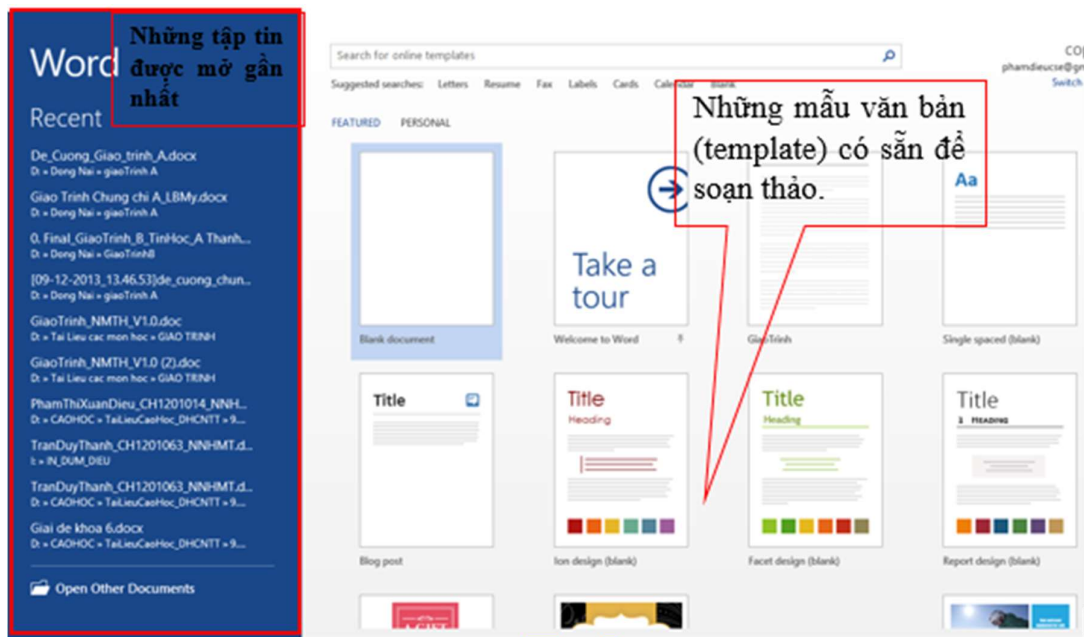 Word
Những tập tin
được mở gần
nhất
Recent
De_Cuong_Giao_trinh_A.docx
D: » Dong Nai » giaoTrinh A
Giao Trinh Chung chi A_LBMy.docx
D: » Dong Nai » giaoTrinh A
0. Final_GiaoTrinh_B_TinHoc_A Thanh...
D: » Dong Nai » GiaoTrinhB
[09-12-2013_13.46.53]de_cuong_chun...
D: » Dong Nai » giaoTrinh A
GiaoTrinh_NMTH_V1.0.doc
D: » Tai Lieu cac mon hoc » GIAO TRINH
GiaoTrinh_NMTH_V1.0 (2).doc
D: » Tai Lieu cac mon hoc » GIAO TRINH
PhamThiXuanDieu_CH1201014_NNH...
D: » CAOHOC » TaiLieuCaoHoc_DHCNTT » 9....
TranDuyThanh_CH1201063_NNHMT.d...
I: » IN_DUM_DIEU
TranDuyThanh_CH1201063_NNHMT.d...
D: » CAOHOC » TaiLieuCaoHoc_DHCNTT » 9....
Giai de khoa 6.docx
D: » CAOHOC » TaiLieuCaoHoc_DHCNTT » 9....
Open Other Documents
Search for online templates
Suggested searches: Letters Resume Fax Labels Cards Calendar Blank
phamdieucse@gm
Switch
FEATURED PERSONAL
Những mẫu văn bản
(template) có sẵn để
soạn thảo.
Take a
tour
Aa
Blank document
Welcome to Word
GiaoTrinh
Single spaced (blank)
Title
Title
Heading
Title
Heading
Title
1 HEADING
Blog post
Ion design (blank)
Facet design (blank)
Report design (blank)